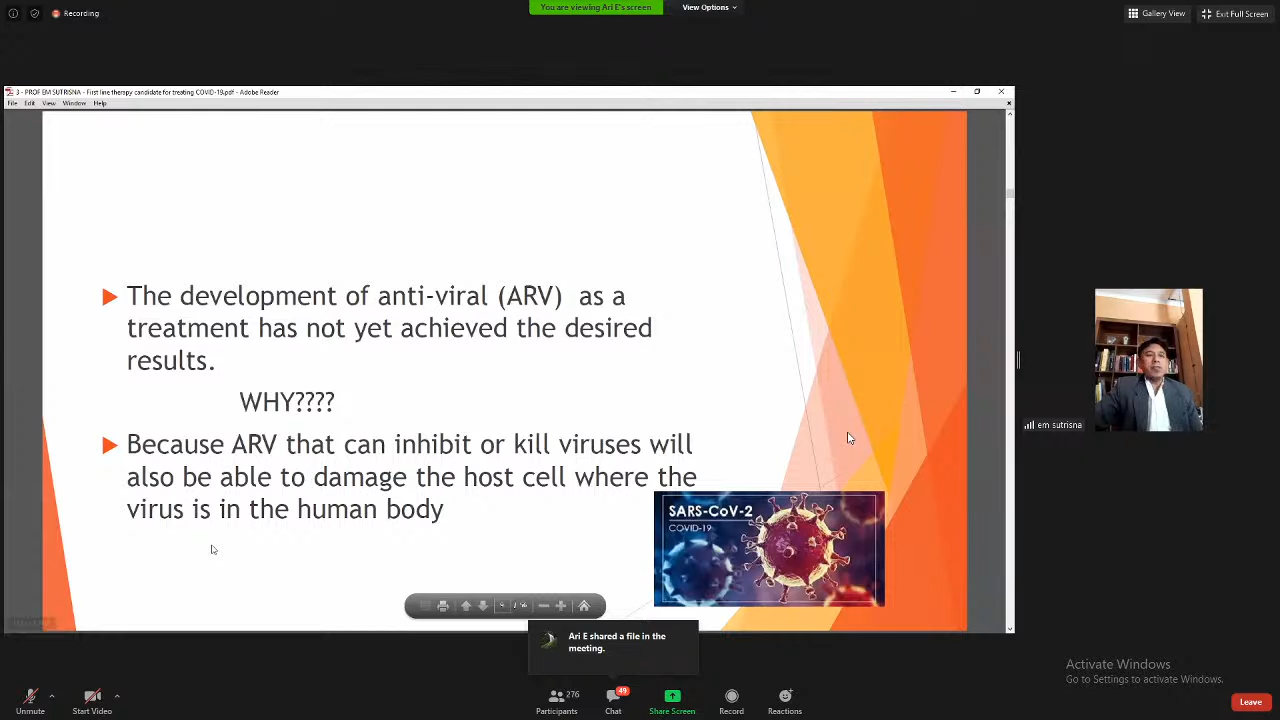 Recording
You are viewing Ari E's screen
View Options
Gallery View
Exit Full Screen
3 - PROF EM SUTRISNA - First line therapy candidate for treating COVID-19.pdf - Adobe Reader
File Edit View Window Help
The development of anti-viral (ARV) as a
treatment has not yet achieved the desired
results.
WHY????
Because ARV that can inhibit or kill viruses will
also be able to damage the host cell where the
virus is in the human body
SARS-CoV-2
COVID-19
em sutrisna
Ari E shared a file in the
meeting.
Activate Windows
Go to Settings to activate Windows.
Unmute
Start Video
276
Participants
49
Chat
Share Screen
Record
Reactions
Leave